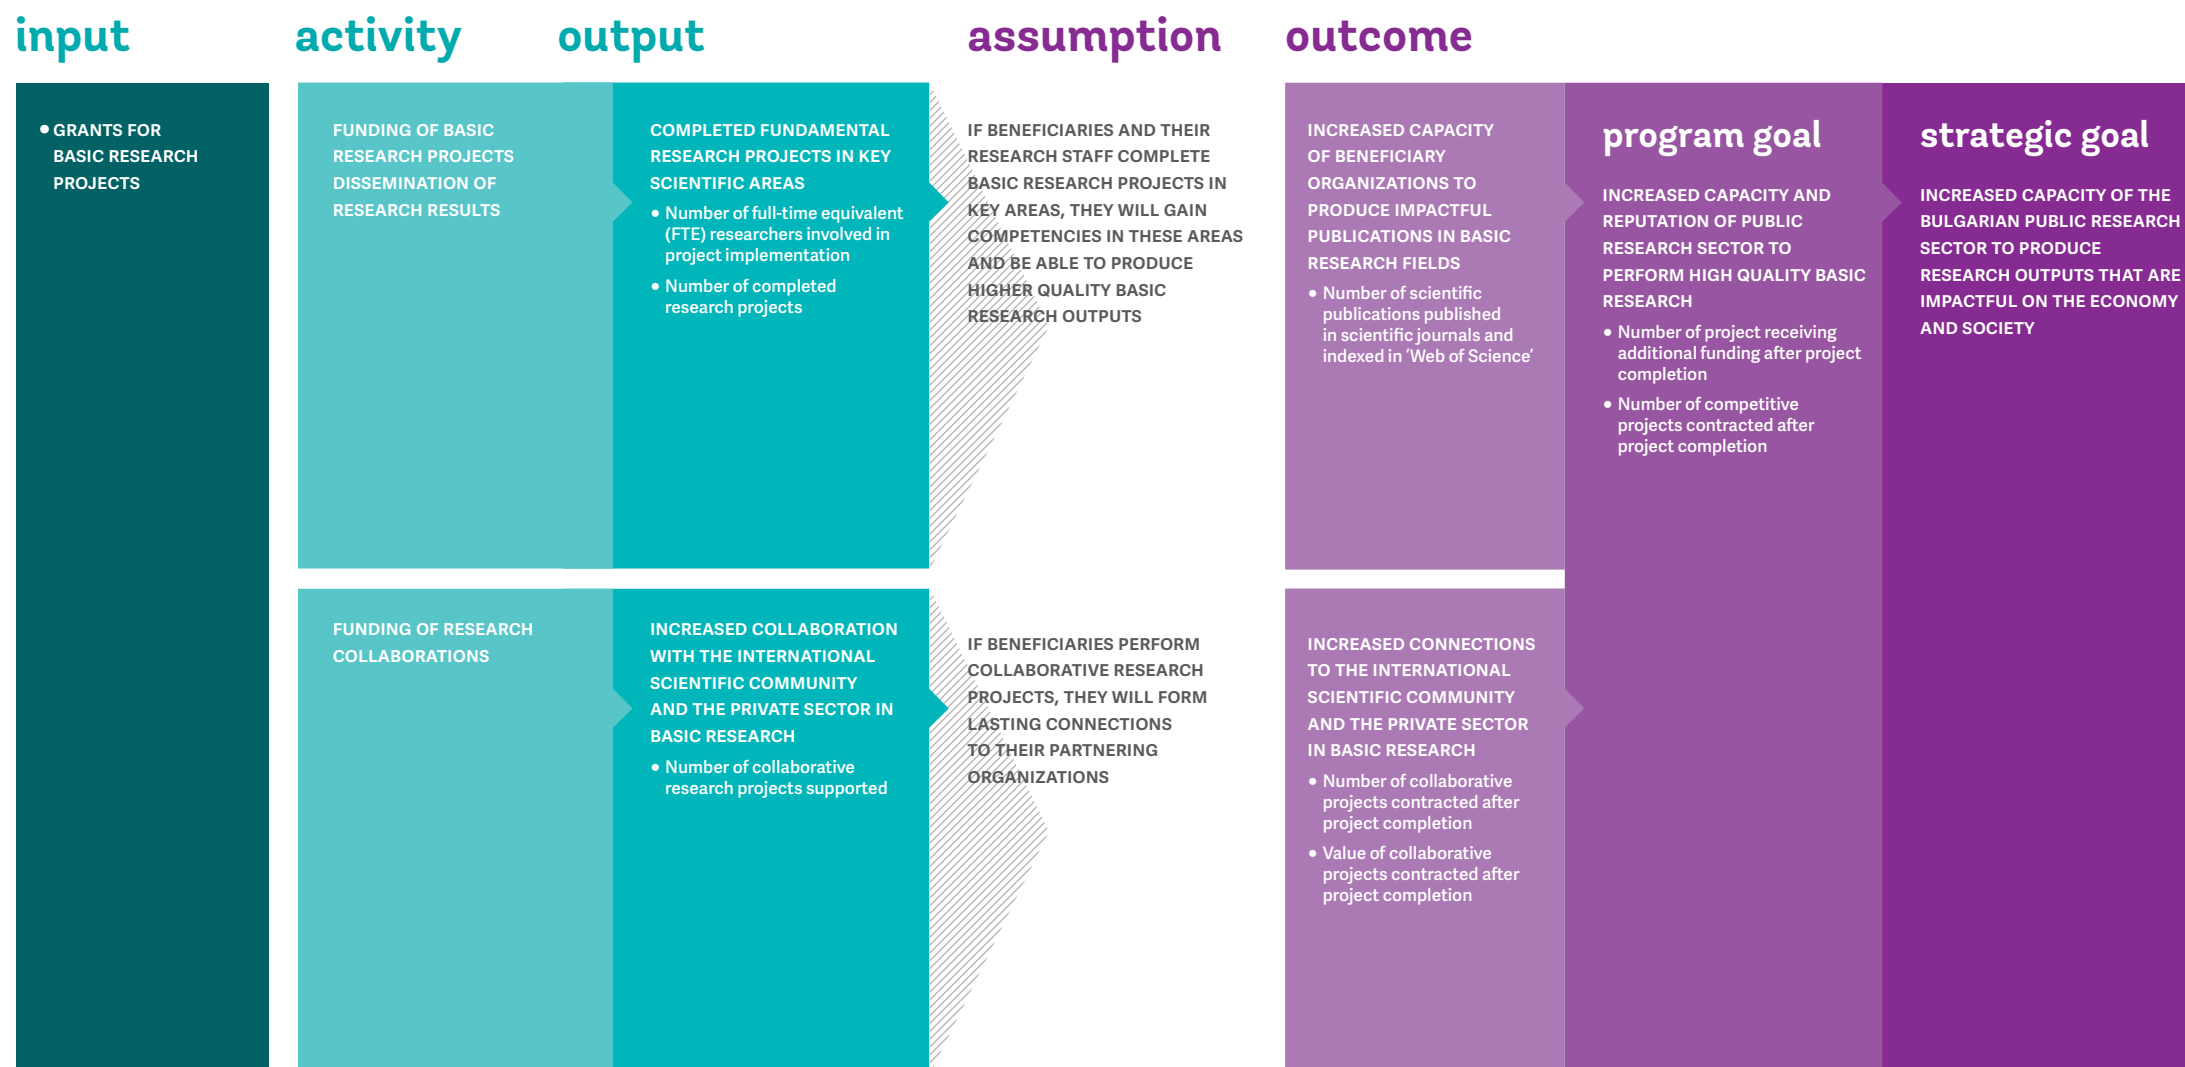 input
activity
output
assumption
outcome
• GRANTS FOR
BASIC RESEARCH
PROJECTS
FUNDING OF BASIC
RESEARCH PROJECTS
DISSEMINATION OF
RESEARCH RESULTS
COMPLETED FUNDAMENTAL
RESEARCH PROJECTS IN KEY
SCIENTIFIC AREAS
• Number of full-time equivalent
(FTE) researchers involved in
project implementation
• Number of completed
research projects
IF BENEFICIARIES AND THEIR
RESEARCH STAFF COMPLETE
BASIC RESEARCH PROJECTS IN
KEY AREAS, THEY WILL GAIN
COMPETENCIES IN THESE AREAS
AND BE ABLE TO PRODUCE
HIGHER QUALITY BASIC
RESEARCH OUTPUTS
INCREASED CAPACITY
OF BENEFICIARY
ORGANIZATIONS TO
PRODUCE IMPACTFUL
PUBLICATIONS IN BASIC
RESEARCH FIELDS
• Number of scientific
publications published
in scientific journals and
indexed in ‘Web of Science’
program goal
INCREASED CAPACITY AND
REPUTATION OF PUBLIC
RESEARCH SECTOR TO
PERFORM HIGH QUALITY BASIC
RESEARCH
• Number of project receiving
additional funding after project
completion
• Number of competitive
projects contracted after
project completion
strategic goal
INCREASED CAPACITY OF THE
BULGARIAN PUBLIC RESEARCH
SECTOR TO PRODUCE
RESEARCH OUTPUTS THAT ARE
IMPACTFUL ON THE ECONOMY
AND SOCIETY
FUNDING OF RESEARCH
COLLABORATIONS
INCREASED COLLABORATION
WITH THE INTERNATIONAL
SCIENTIFIC COMMUNITY
AND THE PRIVATE SECTOR IN
BASIC RESEARCH
• Number of collaborative
research projects supported
IF BENEFICIARIES PERFORM
COLLABORATIVE RESEARCH
PROJECTS, THEY WILL FORM
LASTING CONNECTIONS
TO THEIR PARTNERING
ORGANIZATIONS
INCREASED CONNECTIONS
TO THE INTERNATIONAL
SCIENTIFIC COMMUNITY
AND THE PRIVATE SECTOR
IN BASIC RESEARCH
• Number of collaborative
projects contracted after
project completion
• Value of collaborative
projects contracted after
project completion